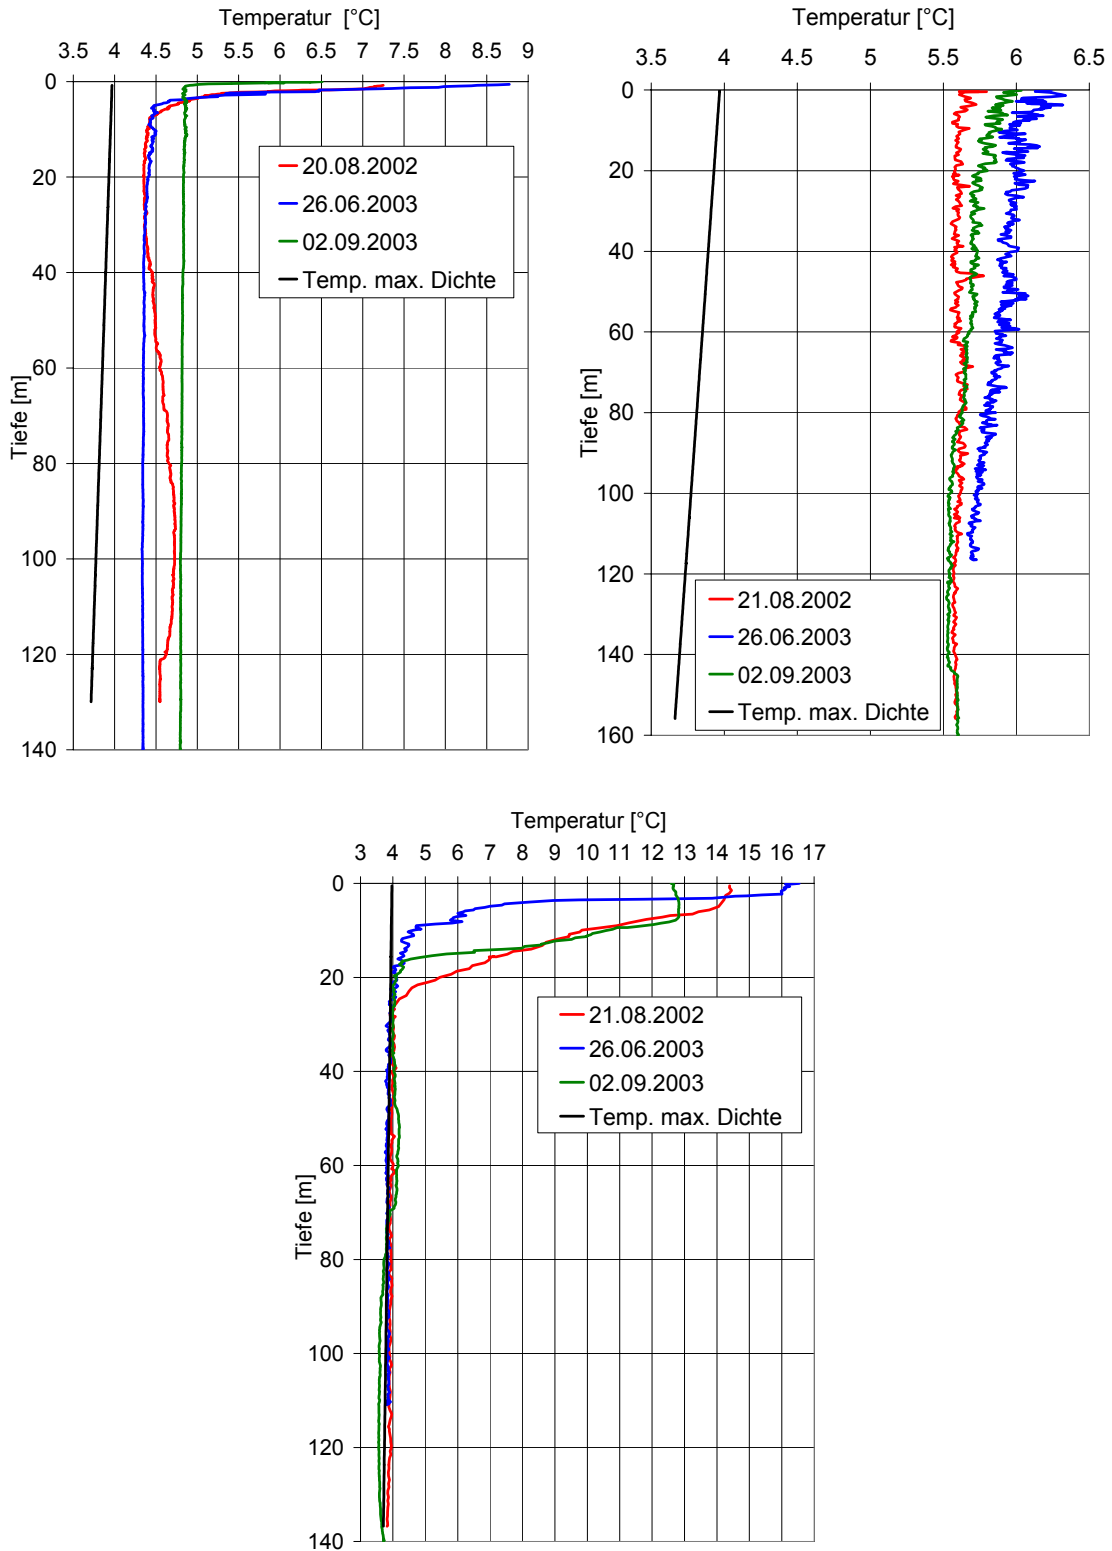 Temperatur [°C]
3.5 4 4.5 5 5.5 6 6.5 7 7.5 8 8.5 9
0
20
40
60
80
100
120
140
Tiefe [m]
20.08.2002
26.06.2003
02.09.2003
Temp. max. Dichte
Temperatur [°C]
3.5 4 4.5 5 5.5 6 6.5
0
20
40
60
80
100
120
140
160
Tiefe [m]
21.08.2002
26.06.2003
02.09.2003
Temp. max. Dichte
Temperatur [°C]
3 4 5 6 7 8 9 10 11 12 13 14 15 16 17
0
20
40
60
80
100
120
140
Tiefe [m]
21.08.2002
26.06.2003
02.09.2003
Temp. max. Dichte